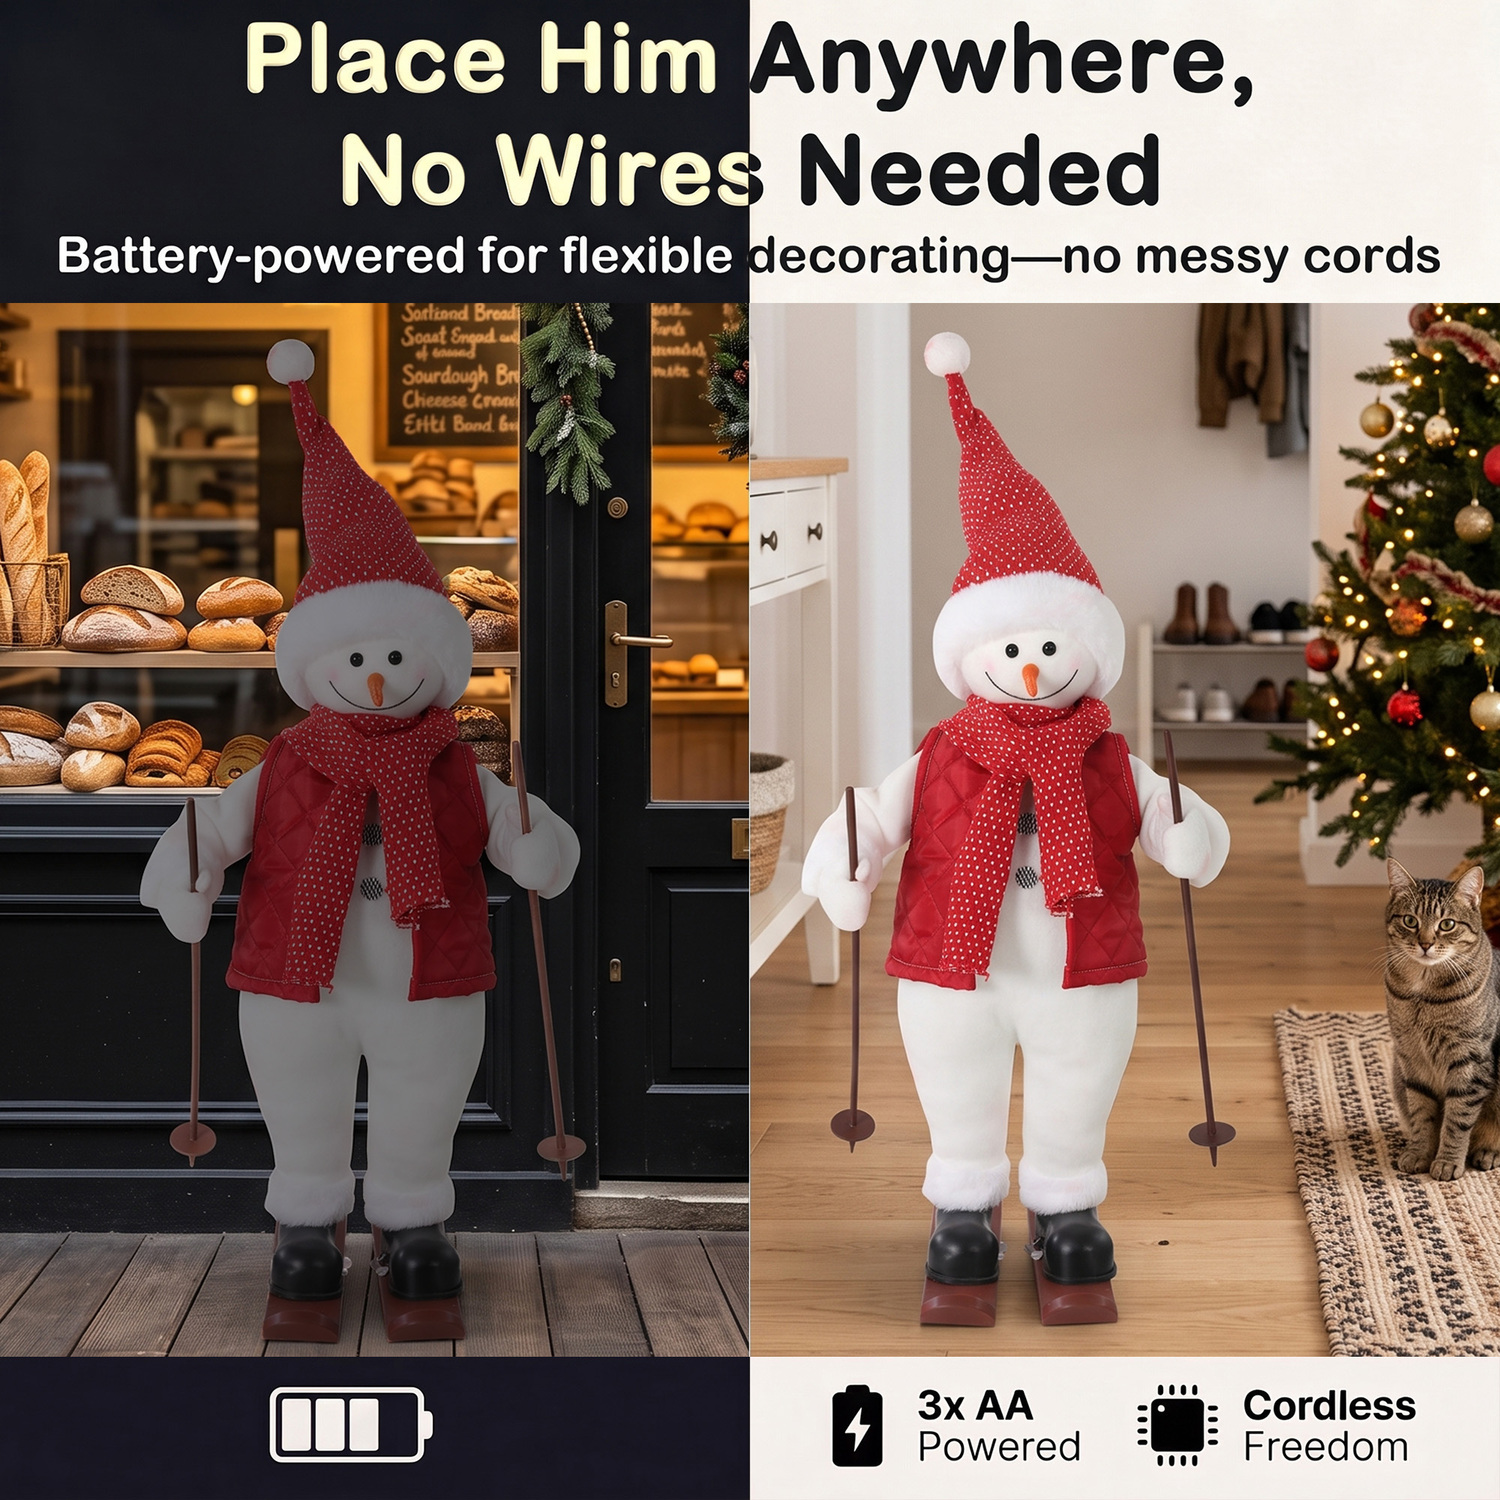 Place Him Anywhere,
No Wires Needed
Battery-powered for flexible decorating—no messy cords
Sourdough
3x AA
Powered
Cordless
Freedom